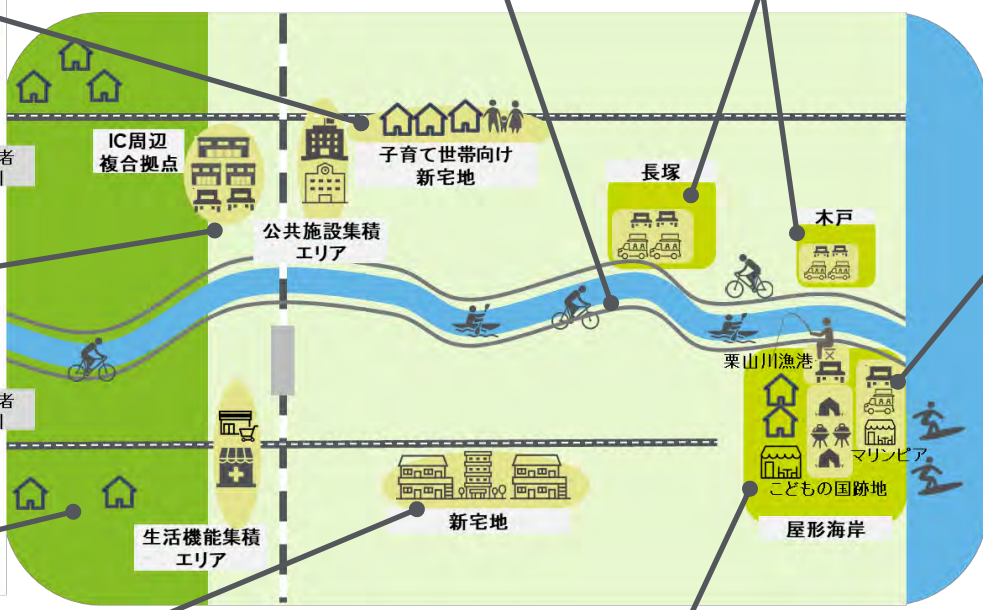 IC周辺
複合拠点
者
子育て世帯向け
新宅地
長塚
木戸
公共施設集積
エリア
栗山川漁港
者
マリンピア
こどもの国跡地
屋形海岸
新宅地
生活機能集積
エリア